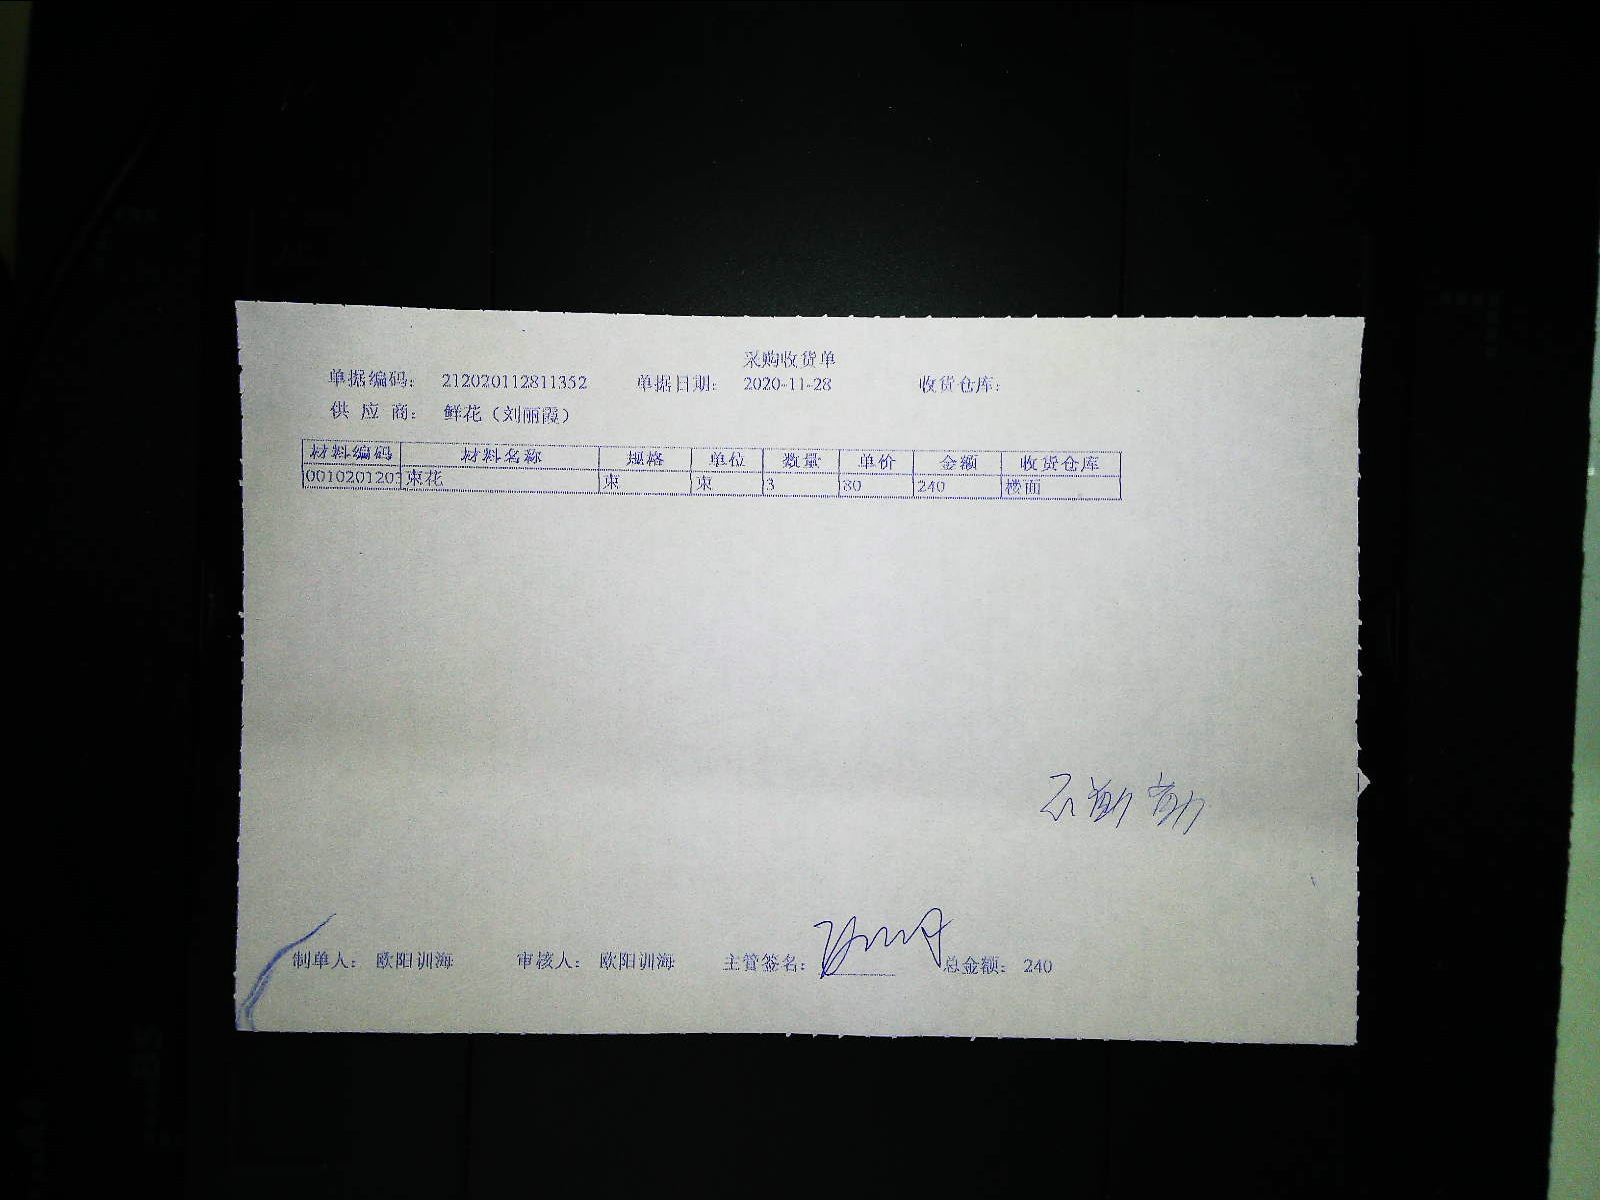 采购收货单
单据编码: 212020112811352 单据日期: 2020-11-28 收货仓库:
供 应 商: 鲜花(刘丽霞)
材料编码 材料名称 规格 单位 数量 单价 金额 收货仓库
0010201203 束花 束 束 3 80 240 楼面
制单人: 欧阳训海 审核人: 欧阳训海 主管签名: 总金额: 240